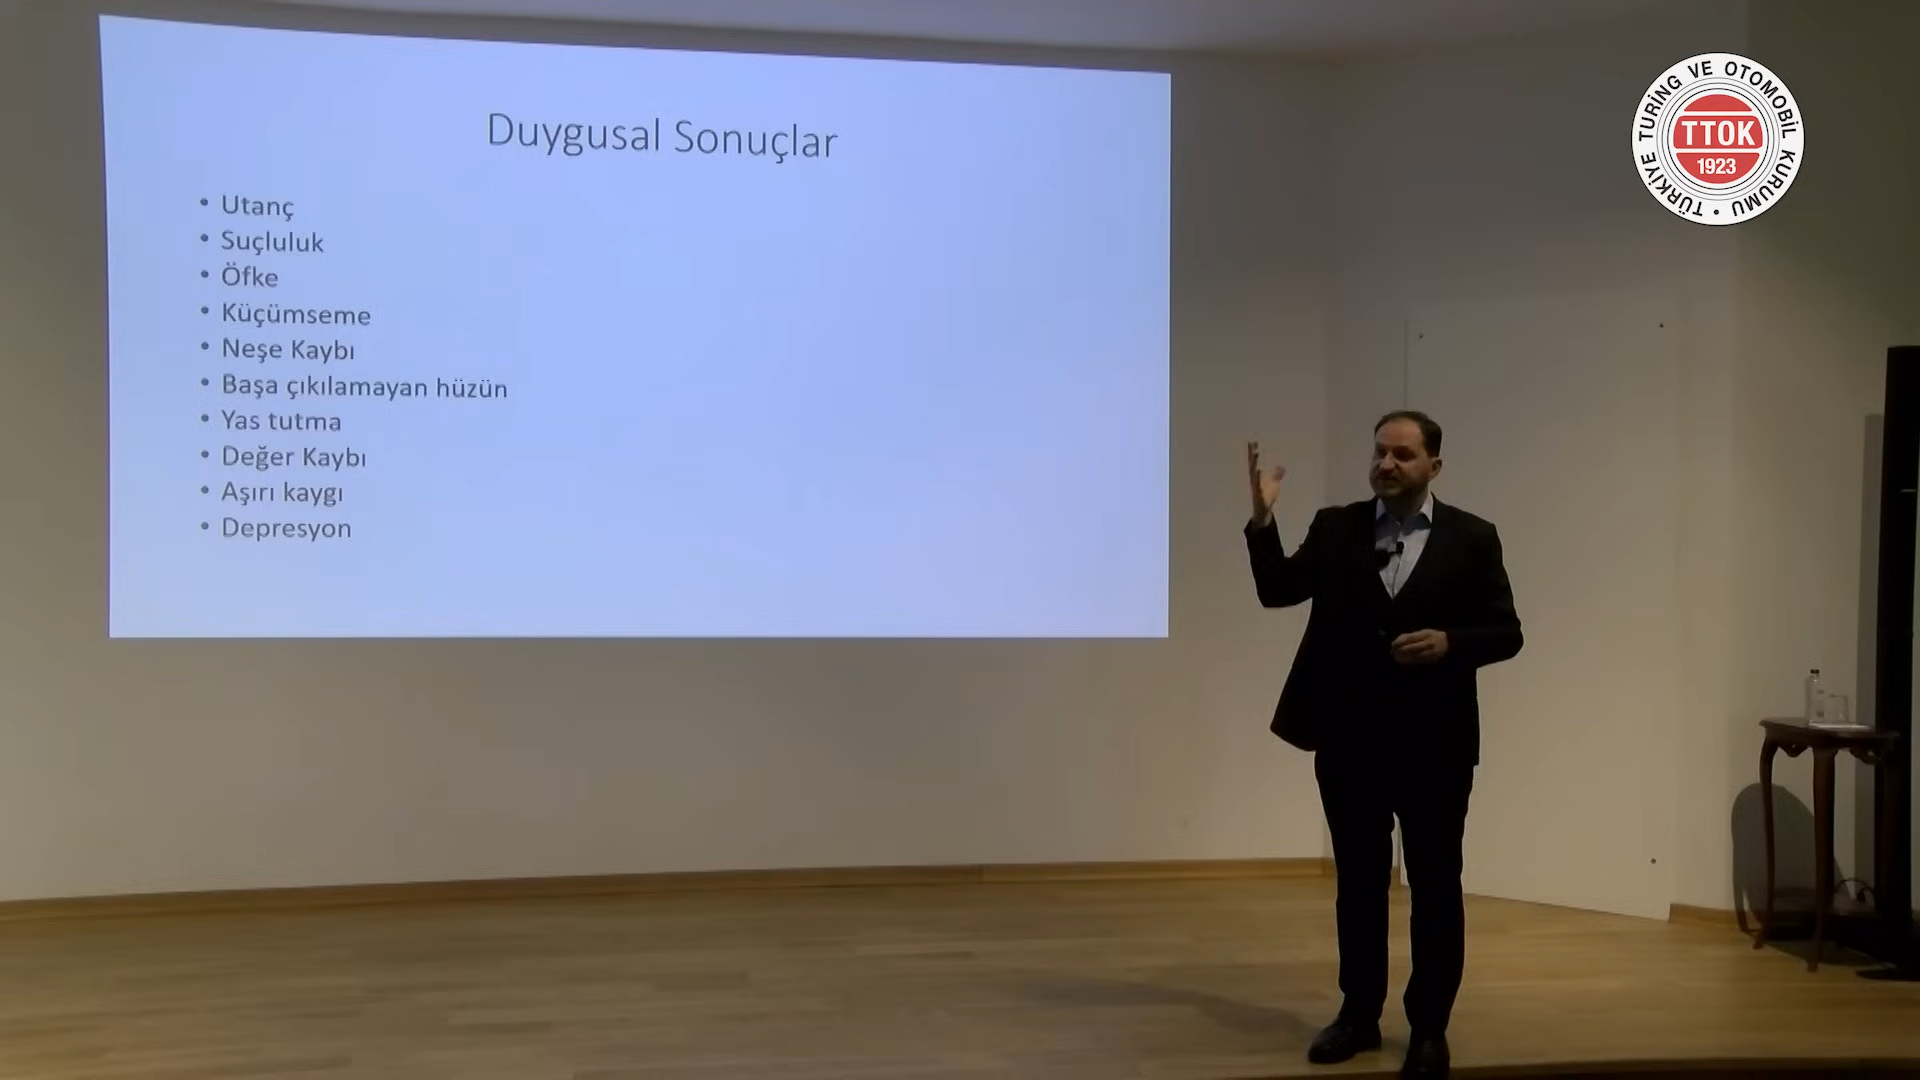 Duygusal Sonuçlar
• Utanç
• Suçluluk
• Öfke
• Küçümseme
• Neşe Kaybı
• Başa çıkılamayan hüzün
• Yas tutma
• Değer Kaybı
• Aşırı kaygı
• Depresyon
TÜRKİYE TURİNG VE OTOMOBİL KURUMU •
TTOK
1923